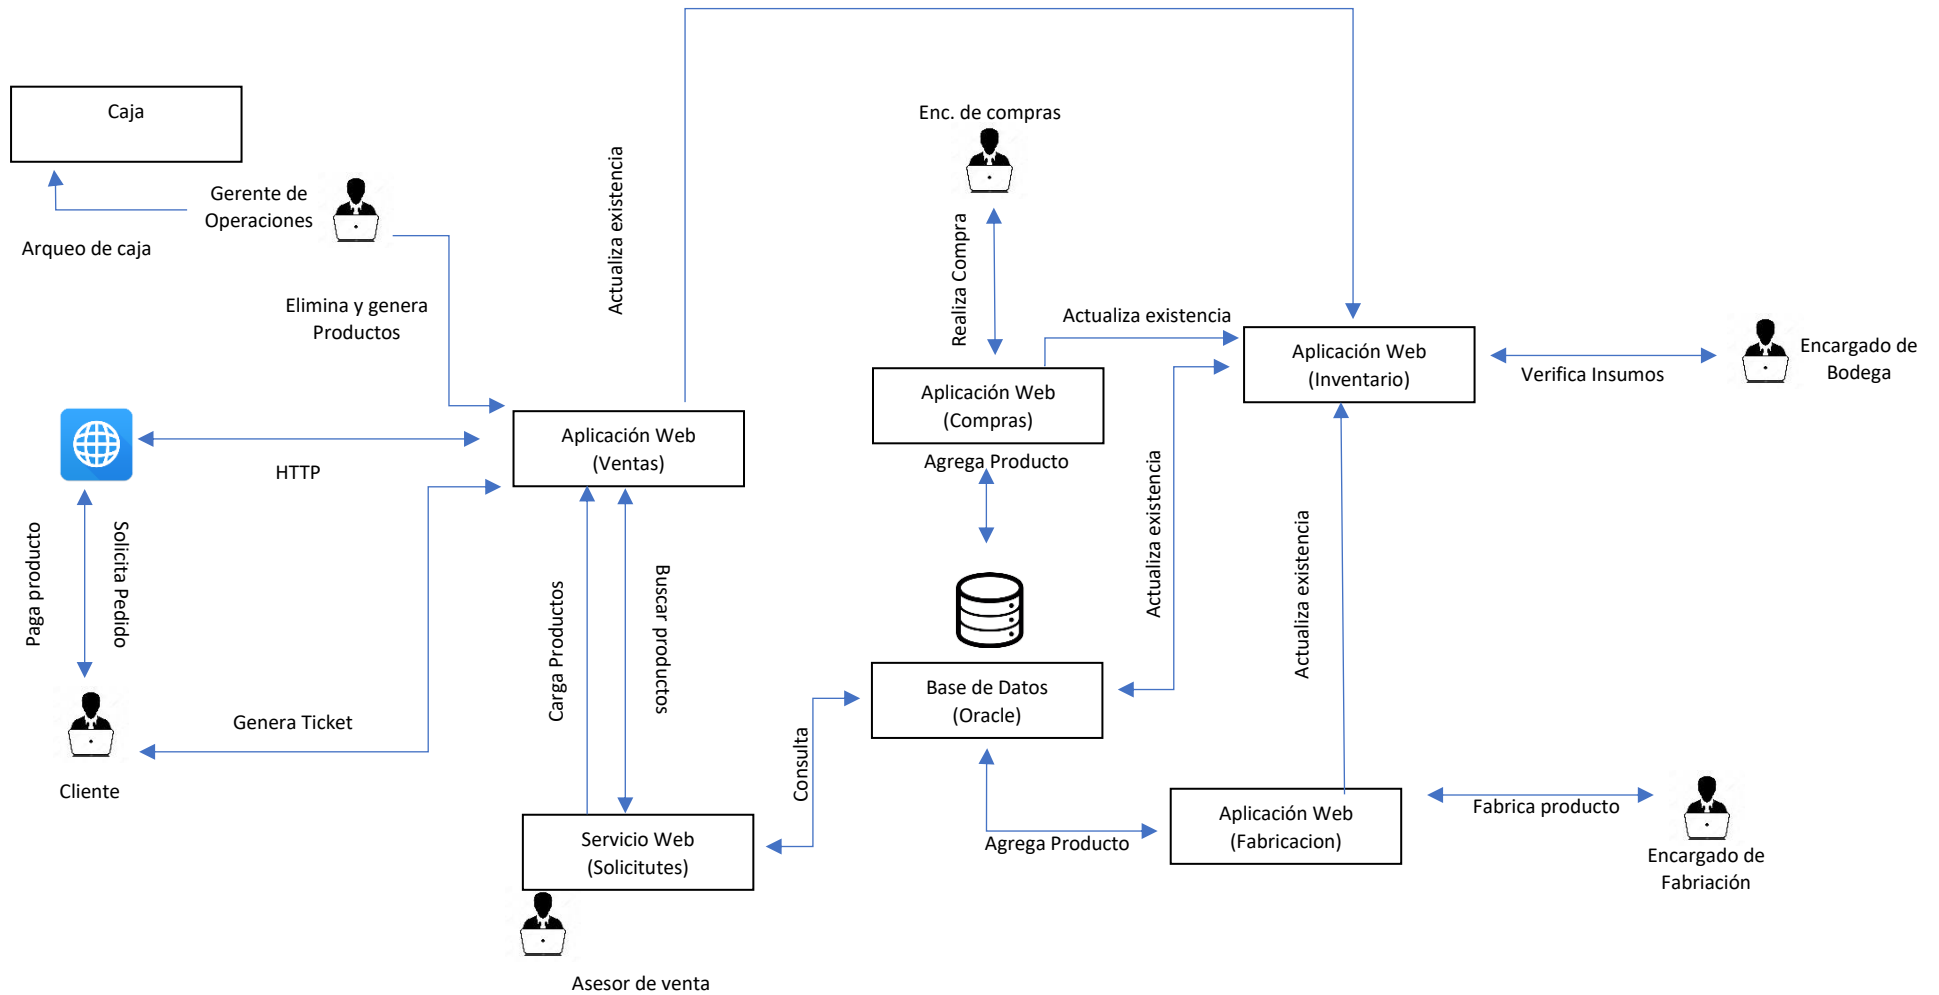 Caja
Enc. de compras
Gerente de
Operaciones
Arqueo de caja
Actualiza existencia
Realiza Compra
Elimina y genera
Productos
Actualiza existencia
Aplicación Web
(Inventario)
Verifica Insumos
Encargado de
Bodega
Aplicación Web
(Compras)
Agrega Producto
Aplicación Web
(Ventas)
HTTP
Paga producto
Solicita Pedido
Carga Productos
Buscar productos
Actualiza existencia
Actualiza existencia
Genera Ticket
Cliente
Consulta
Base de Datos
(Oracle)
Servicio Web
(Solicitutes)
Agrega Producto
Aplicación Web
(Fabricacion)
Fabrica producto
Encargado de
Fabriación
Asesor de venta